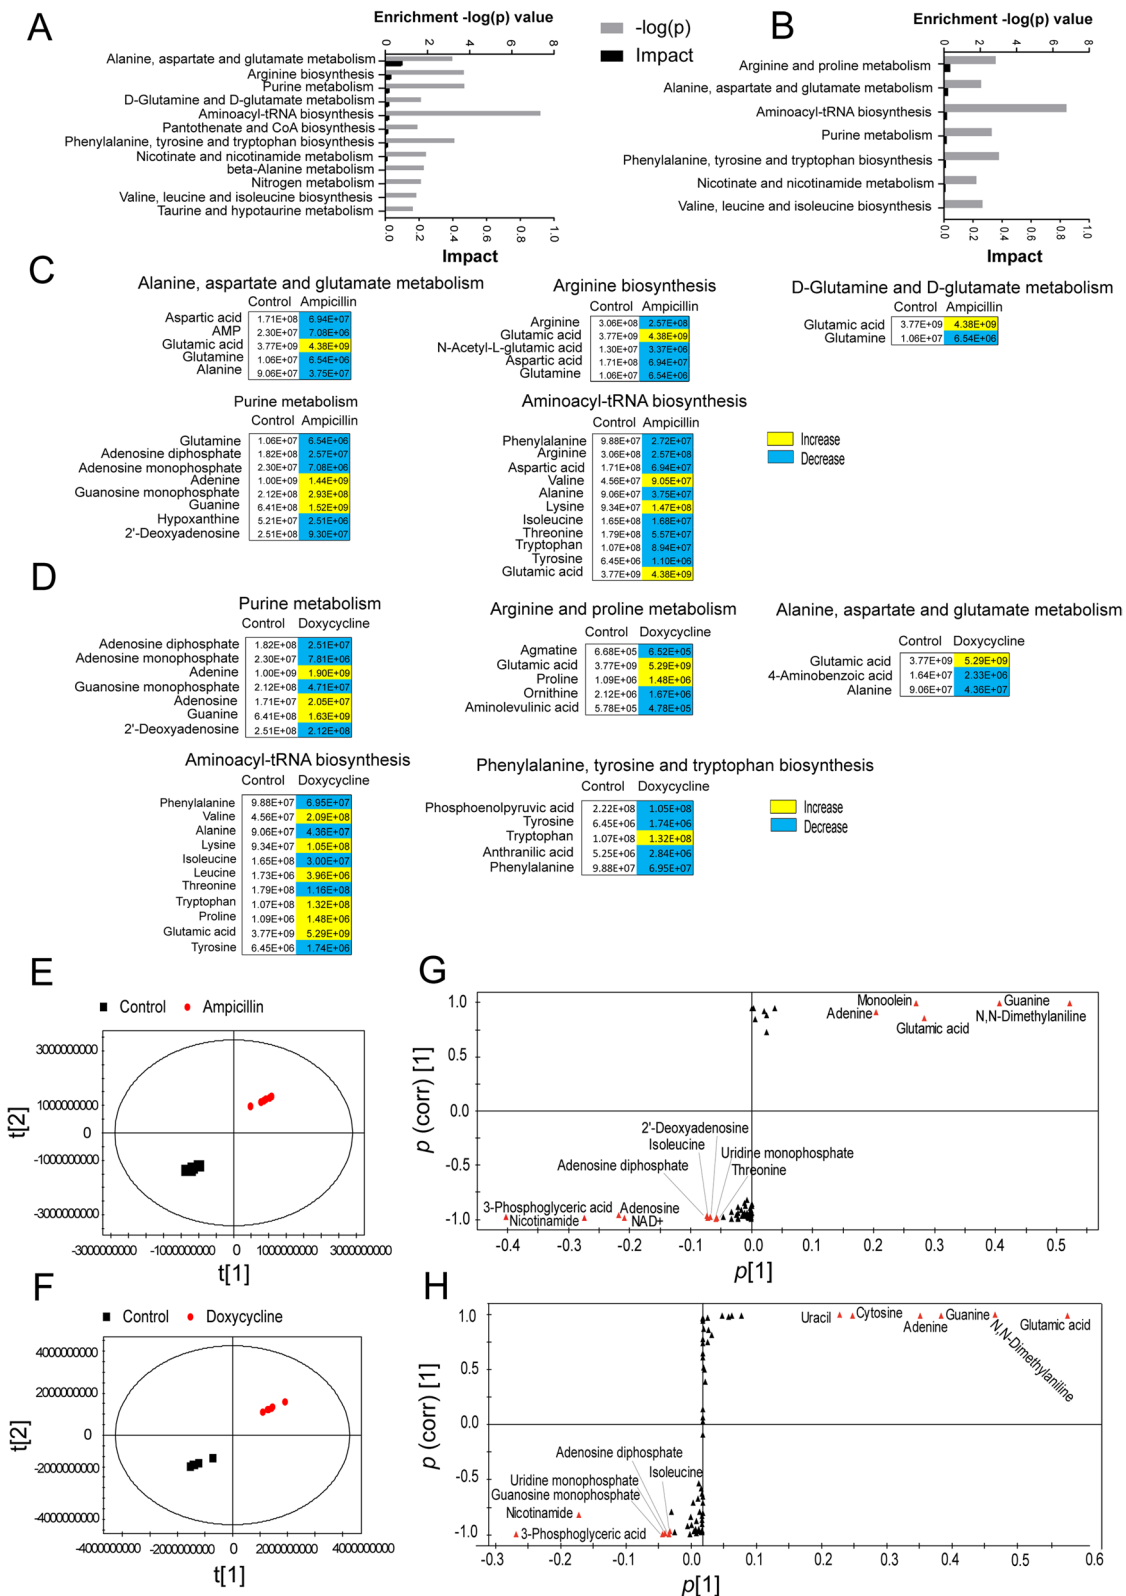 A
Enrichment -log(p) value
0 2 4 6 8
Alanine, aspartate and glutamate metabolism
Arginine biosynthesis
Purine metabolism
D-Glutamine and D-glutamate metabolism
Aminoacyl-tRNA biosynthesis
Pantothenate and CoA biosynthesis
Phenylalanine, tyrosine and tryptophan biosynthesis
Nicotinate and nicotinamide metabolism
beta-Alanine metabolism
Nitrogen metabolism
Valine, leucine and isoleucine biosynthesis
Taurine and hypotaurine metabolism
0.0 0.2 0.4 0.6 0.8 1.0
Impact
-log(p)
Impact
B
Enrichment -log(p) value
0 2 4 6 8
Arginine and proline metabolism
Alanine, aspartate and glutamate metabolism
Aminoacyl-tRNA biosynthesis
Purine metabolism
Phenylalanine, tyrosine and tryptophan biosynthesis
Nicotinate and nicotinamide metabolism
Valine, leucine and isoleucine biosynthesis
0.0 0.2 0.4 0.6 0.8 1.0
Impact
C
Alanine, aspartate and glutamate metabolism
Control Ampicillin
Aspartic acid 1.71E+08 6.94E+07
AMP 2.30E+07 7.08E+06
Glutamic acid 3.77E+09 4.38E+09
Glutamine 1.06E+07 6.54E+06
Alanine 9.06E+07 3.75E+07
Arginine biosynthesis
Control Ampicillin
Arginine 3.06E+08 2.57E+08
Glutamic acid 3.77E+09 4.38E+09
N-Acetyl-L-glutamic acid 1.30E+07 3.37E+06
Aspartic acid 1.71E+08 6.94E+07
Glutamine 1.06E+07 6.54E+06
D-Glutamine and D-glutamate metabolism
Control Ampicillin
Glutamic acid 3.77E+09 4.38E+09
Glutamine 1.06E+07 6.54E+06
Purine metabolism
Control Ampicillin
Glutamine 1.06E+07 6.54E+06
Adenosine diphosphate 1.82E+08 2.57E+07
Adenosine monophosphate 2.30E+07 7.08E+06
Adenine 1.00E+09 1.44E+09
Guanosine monophosphate 2.12E+08 2.93E+08
Guanine 6.41E+08 1.52E+09
Hypoxanthine 5.21E+07 2.51E+06
2'-Deoxyadenosine 2.51E+08 9.30E+07
Aminoacyl-tRNA biosynthesis
Control Ampicillin
Phenylalanine 9.88E+07 2.72E+07
Arginine 3.06E+08 2.57E+08
Aspartic acid 1.71E+08 6.94E+07
Valine 4.56E+07 9.05E+07
Alanine 9.06E+07 3.75E+07
Lysine 9.34E+07 1.47E+08
Isoleucine 1.65E+08 1.68E+07
Threonine 1.79E+08 5.57E+07
Tryptophan 1.07E+08 8.94E+07
Tyrosine 6.45E+06 1.10E+06
Glutamic acid 3.77E+09 4.38E+09
Increase
Decrease
D
Purine metabolism
Control Doxycycline
Adenosine diphosphate 1.82E+08 2.51E+07
Adenosine monophosphate 2.30E+07 7.81E+06
Adenine 1.00E+09 1.90E+09
Guanosine monophosphate 2.12E+08 4.71E+07
Adenosine 1.71E+07 2.05E+07
Guanine 6.41E+08 1.63E+09
2'-Deoxyadenosine 2.51E+08 2.12E+08
Arginine and proline metabolism
Control Doxycycline
Agmatine 6.68E+05 6.52E+05
Glutamic acid 3.77E+09 5.29E+09
Proline 1.09E+06 1.48E+06
Ornithine 2.12E+06 1.67E+06
Aminolevulinic acid 5.78E+05 4.78E+05
Alanine, aspartate and glutamate metabolism
Control Doxycycline
Glutamic acid 3.77E+09 5.29E+09
4-Aminobenzoic acid 1.64E+07 2.33E+06
Alanine 9.06E+07 4.36E+07
Aminoacyl-tRNA biosynthesis
Control Doxycycline
Phenylalanine 9.88E+07 6.95E+07
Valine 4.56E+07 2.09E+08
Alanine 9.06E+07 4.36E+07
Lysine 9.34E+07 1.05E+08
Isoleucine 1.65E+08 3.00E+07
Leucine 1.73E+06 3.96E+06
Threonine 1.79E+08 1.16E+08
Tryptophan 1.07E+08 1.32E+08
Proline 1.09E+06 1.48E+06
Glutamic acid 3.77E+09 5.29E+09
Tyrosine 6.45E+06 1.74E+06
Phenylalanine, tyrosine and tryptophan biosynthesis
Control Doxycycline
Phosphoenolpyruvic acid 2.22E+08 1.05E+08
Tyrosine 6.45E+06 1.74E+06
Tryptophan 1.07E+08 1.32E+08
Anthranilic acid 5.25E+06 2.84E+06
Phenylalanine 9.88E+07 6.95E+07
Increase
Decrease
E
Control Ampicillin
t[2]
3000000000
1000000000
0
-1000000000
-3000000000
-3000000000 -1000000000 0 1000000000 3000000000
t[1]
F
Control Doxycycline
t[2]
4000000000
2000000000
0
-2000000000
-4000000000
-4000000000 -2000000000 0 2000000000 4000000000
t[1]
G
p (corr) [1]
1.0
0.5
0.0
-0.5
-1.0
Monoolein
Guanine
Adenine
N,N-Dimethylaniline
Glutamic acid
2'-Deoxyadenosine
Isoleucine
Uridine monophosphate
Adenosine diphosphate
Threonine
3-Phosphoglyceric acid
Adenosine
Nicotinamide
NAD+
-0.4 -0.3 -0.2 -0.1 0.0 0.1 0.2 0.3 0.4 0.5
p[1]
H
p (corr) [1]
1.0
0.5
0.0
-0.5
-1.0
Uracil
Cytosine
Adenine
Guanine
N,N-Dimethylaniline
Glutamic acid
Adenosine diphosphate
Isoleucine
Uridine monophosphate
Guanosine monophosphate
Nicotinamide
3-Phosphoglyceric acid
-0.3 -0.2 -0.1 0.0 0.1 0.2 0.3 0.4 0.5 0.6
p[1]